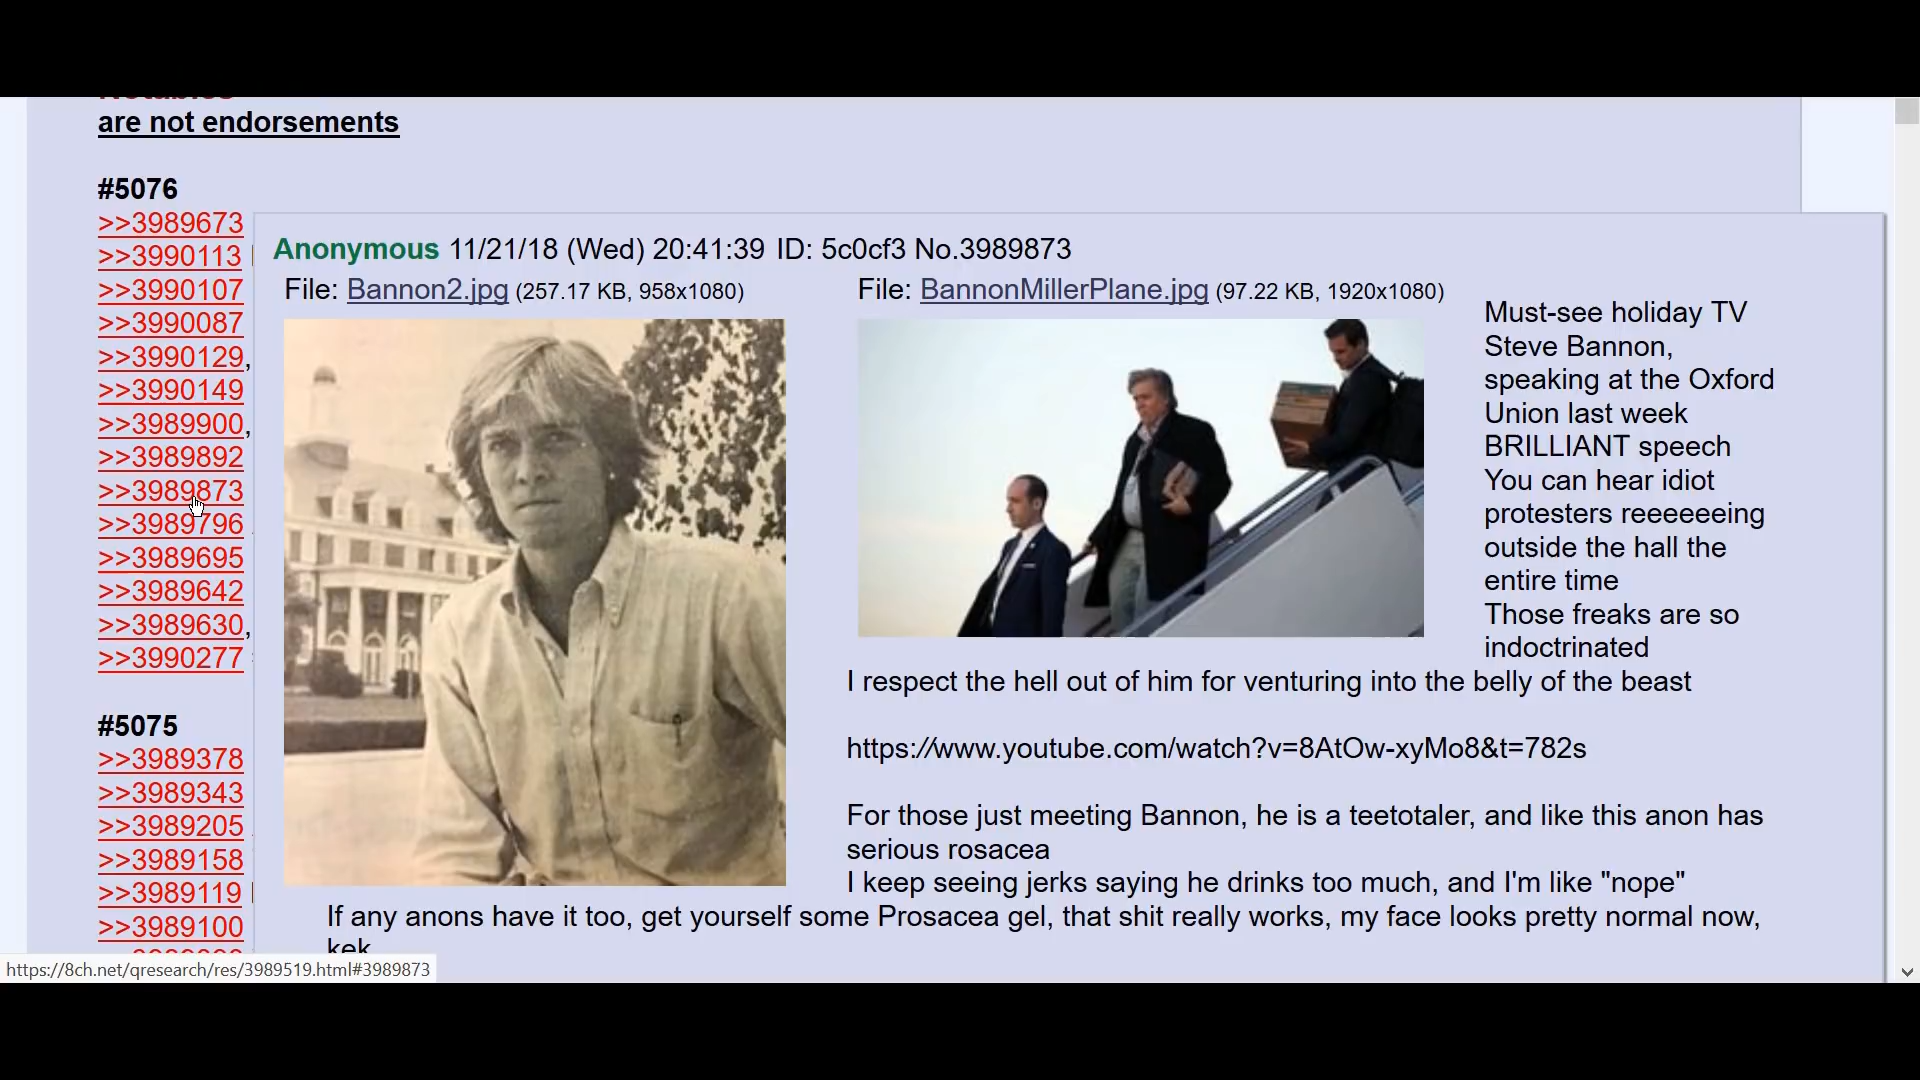 are not endorsements
#5076
>>3989673
>>3990113
>>3990107
>>3990087
>>3990129,
>>3990149
>>3989900,
>>3989892
>>3989873
>>3989796
>>3989695
>>3989642
>>3989630,
>>3990277
#5075
>>3989378
>>3989343
>>3989205
>>3989158
>>3989119
>>3989100
Anonymous 11/21/18 (Wed) 20:41:39 ID: 5c0cf3 No.3989873
File: Bannon2.jpg (257.17 KB, 958x1080)
File: BannonMillerPlane.jpg (97.22 KB, 1920x1080)
Must-see holiday TV
Steve Bannon,
speaking at the Oxford
Union last week
BRILLIANT speech
You can hear idiot
protesters reeeeeeing
outside the hall the
entire time
Those freaks are so
indoctrinated
I respect the hell out of him for venturing into the belly of the beast
https://www.youtube.com/watch?v=8AtOw-xyMo8&t=782s
For those just meeting Bannon, he is a teetotaler, and like this anon has
serious rosacea
I keep seeing jerks saying he drinks too much, and I'm like "nope"
If any anons have it too, get yourself some Prosacea gel, that shit really works, my face looks pretty normal now,
kek
https://8ch.net/qresearch/res/3989519.html#3989873